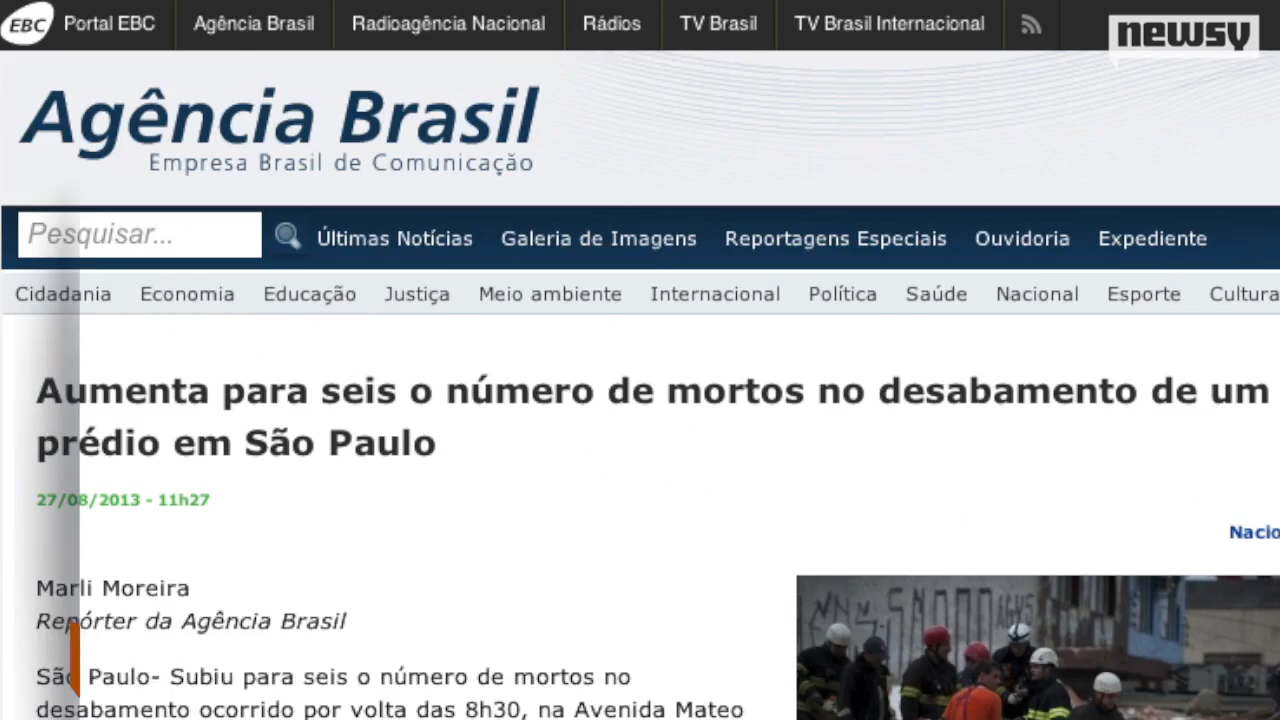 EBC Portal EBC Agência Brasil Radioagência Nacional Rádios TV Brasil TV Brasil Internacional
newsy
Agência Brasil
Empresa Brasil de Comunicação
Pesquisar... Últimas Notícias Galeria de Imagens Reportagens Especiais Ouvidoria Expediente
Cidadania Economia Educação Justiça Meio ambiente Internacional Política Saúde Nacional Esporte Cultura
Aumenta para seis o número de mortos no desabamento de um
prédio em São Paulo
27/08/2013 - 11h27
Nacio
Marli Moreira
Repórter da Agência Brasil
São Paulo- Subiu para seis o número de mortos no
desabamento ocorrido por volta das 8h30, na Avenida Mateo